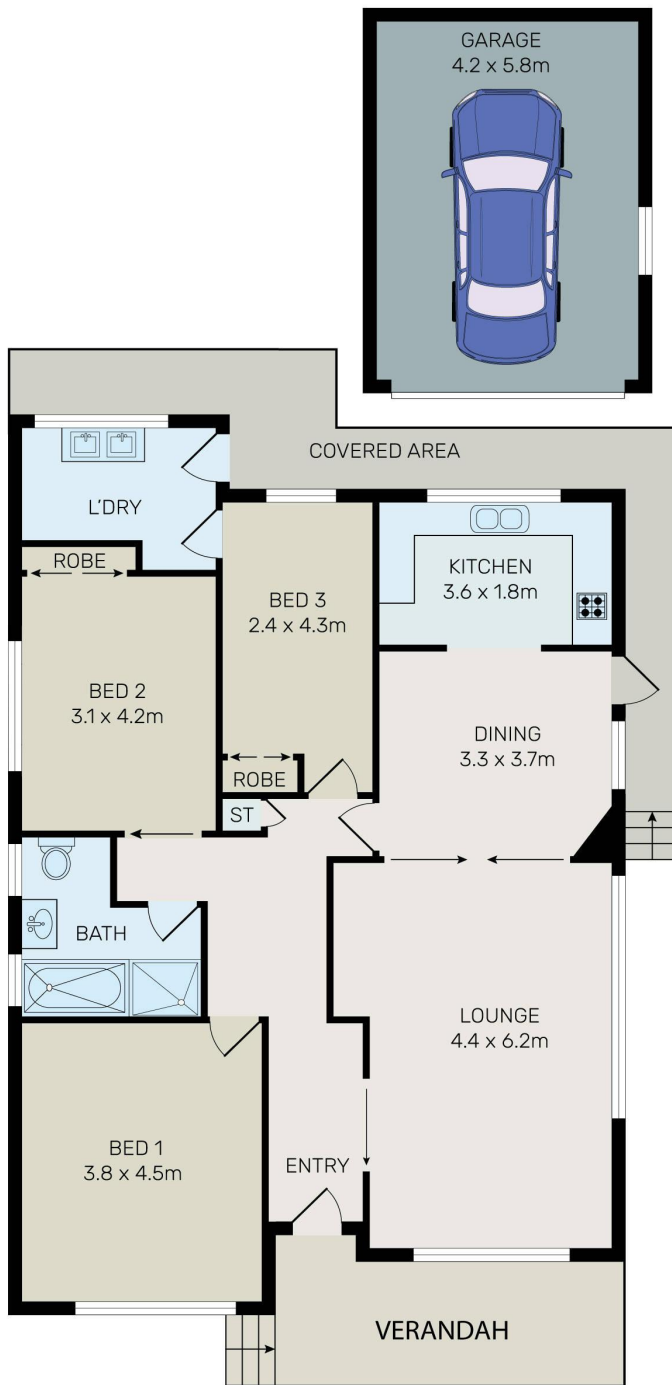 GARAGE
4.2 x 5.8m
COVERED AREA
L'DRY
ROBE
KITCHEN
3.6 x 1.8m
BED 3
2.4 x 4.3m
BED 2
3.1 x 4.2m
DINING
3.3 x 3.7m
ROBE
ST
BATH
LOUNGE
4.4 x 6.2m
BED 1
3.8 x 4.5m
ENTRY
VERANDAH